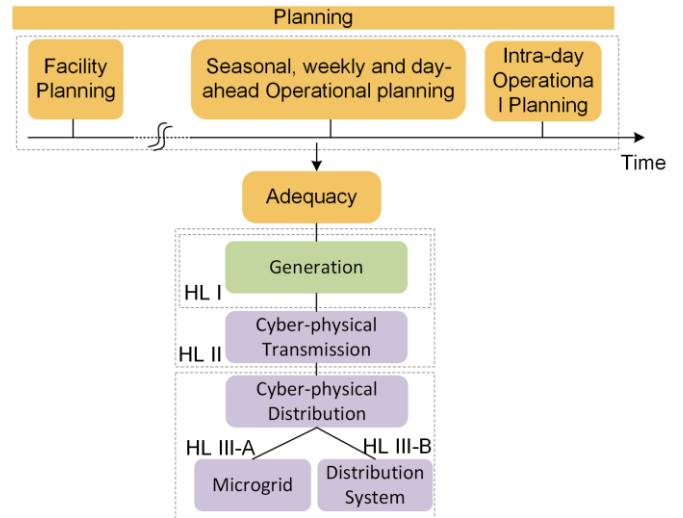 Planning
Facility
Planning
Seasonal, weekly and day-
ahead Operational planning
Intra-day
Operationa
l Planning
Time
Adequacy
Generation
HL I
Cyber-physical
Transmission
HL II
Cyber-physical
Distribution
HL III-A
HL III-B
Microgrid
Distribution
System